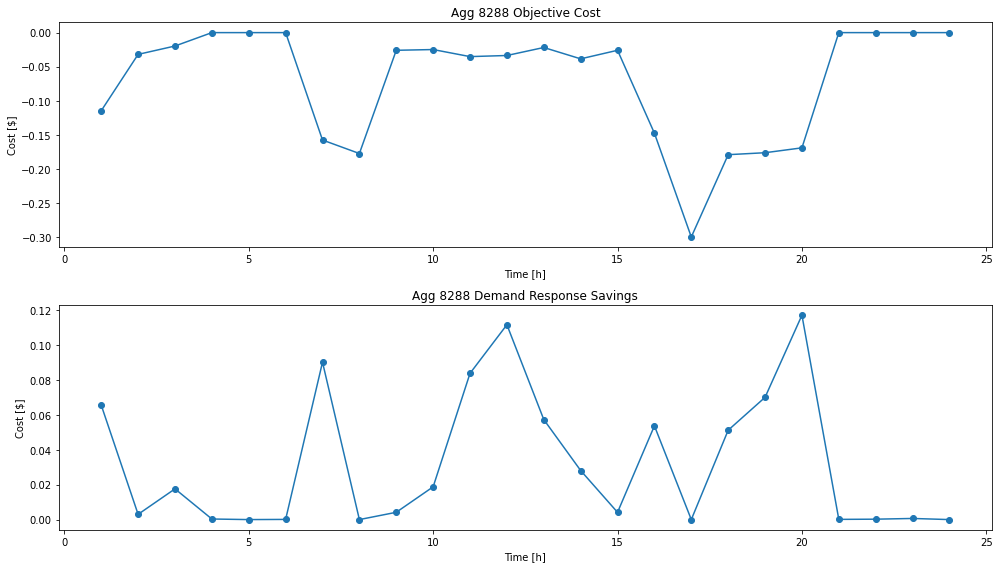 Agg 8288 Objective Cost
0.00
−0.05
−0.10
−0.15
−0.20
−0.25
−0.30
Cost [$]
0 5 10 15 20 25
Time [h]
Agg 8288 Demand Response Savings
0.12
0.10
0.08
0.06
0.04
0.02
0.00
Cost [$]
0 5 10 15 20 25
Time [h]